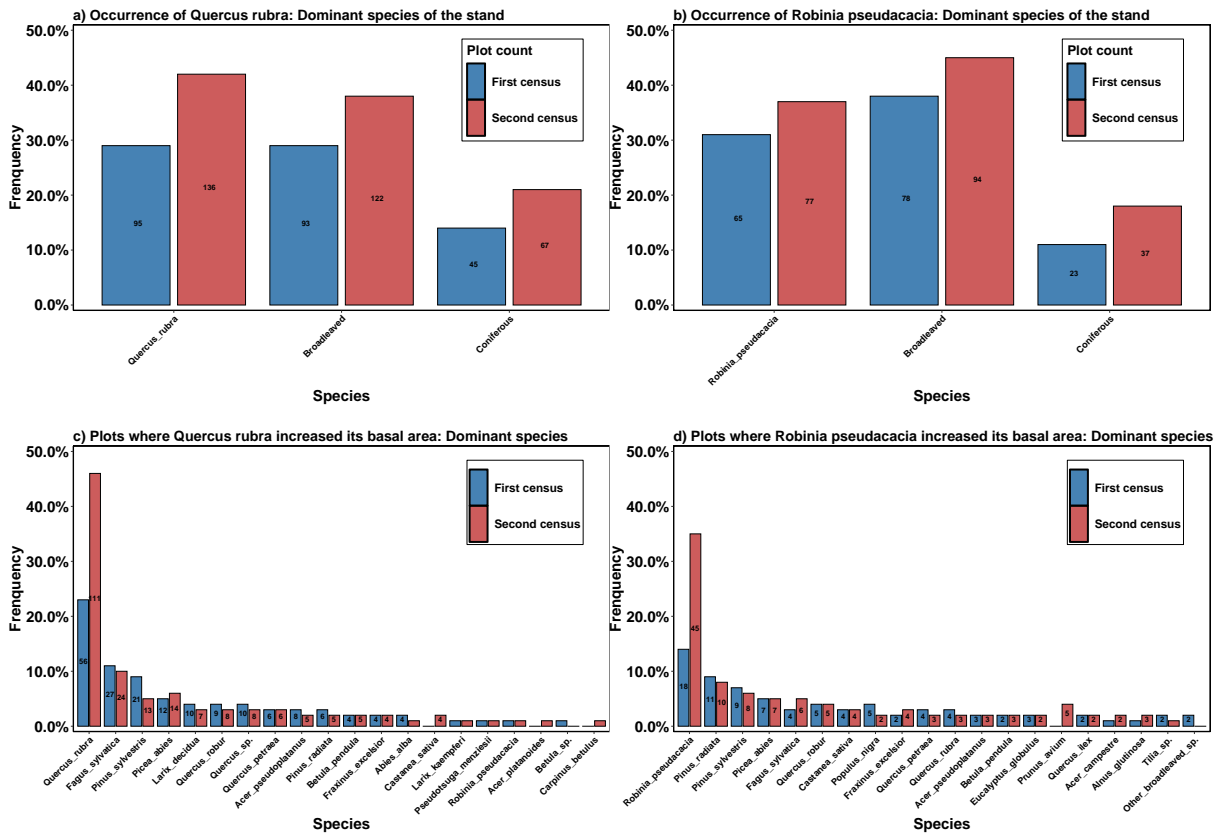 a) Occurrence of Quercus rubra: Dominant species of the stand
50.0%
40.0%
30.0%
20.0%
10.0%
0.0%
Frenquency
Plot count
First census
Second census
95
136
93
122
45
67
Quercus_rubra
Broadleaved
Coniferous
Species
b) Occurrence of Robinia pseudacacia: Dominant species of the stand
50.0%
40.0%
30.0%
20.0%
10.0%
0.0%
Frenquency
Plot count
First census
Second census
65
77
78
94
23
37
Robinia_pseudacacia
Broadleaved
Coniferous
Species
c) Plots where Quercus rubra increased its basal area: Dominant species
50.0%
40.0%
30.0%
20.0%
10.0%
0.0%
Frenquency
First census
Second census
56
111
27
24
21
13
12
14
10
7
9
8
10
8
6
6
8
5
6
5
4
5
4
4
4
4
Quercus_rubra
Fagus_sylvatica
Pinus_sylvestris
Picea_abies
Larix_decidua
Quercus_robur
Quercus_sp.
Quercus_petraea
Acer_pseudoplatanus
Pinus_radiata
Betula_pendula
Fraxinus_excelsior
Abies_alba
Castanea_sativa
Larix_kaempferi
Pseudotsuga_menziesii
Robinia_pseudacacia
Acer_platanoides
Betula_sp.
Carpinus_betulus
Species
d) Plots where Robinia pseudacacia increased its basal area: Dominant species
50.0%
40.0%
30.0%
20.0%
10.0%
0.0%
Frenquency
First census
Second census
18
45
11
10
9
8
7
7
4
6
5
5
4
4
5
2
2
4
4
3
4
3
3
3
2
3
3
2
5
2
2
2
3
2
2
Robinia_pseudacacia
Pinus_radiata
Pinus_sylvestris
Picea_abies
Fagus_sylvatica
Quercus_robur
Castanea_sativa
Populus_nigra
Fraxinus_excelsior
Quercus_petraea
Quercus_rubra
Acer_pseudoplatanus
Betula_pendula
Eucalyptus_globulus
Prunus_avium
Quercus_ilex
Acer_campestre
Alnus_glutinosa
Tilia_sp.
Other_broadleaved_sp.
Species